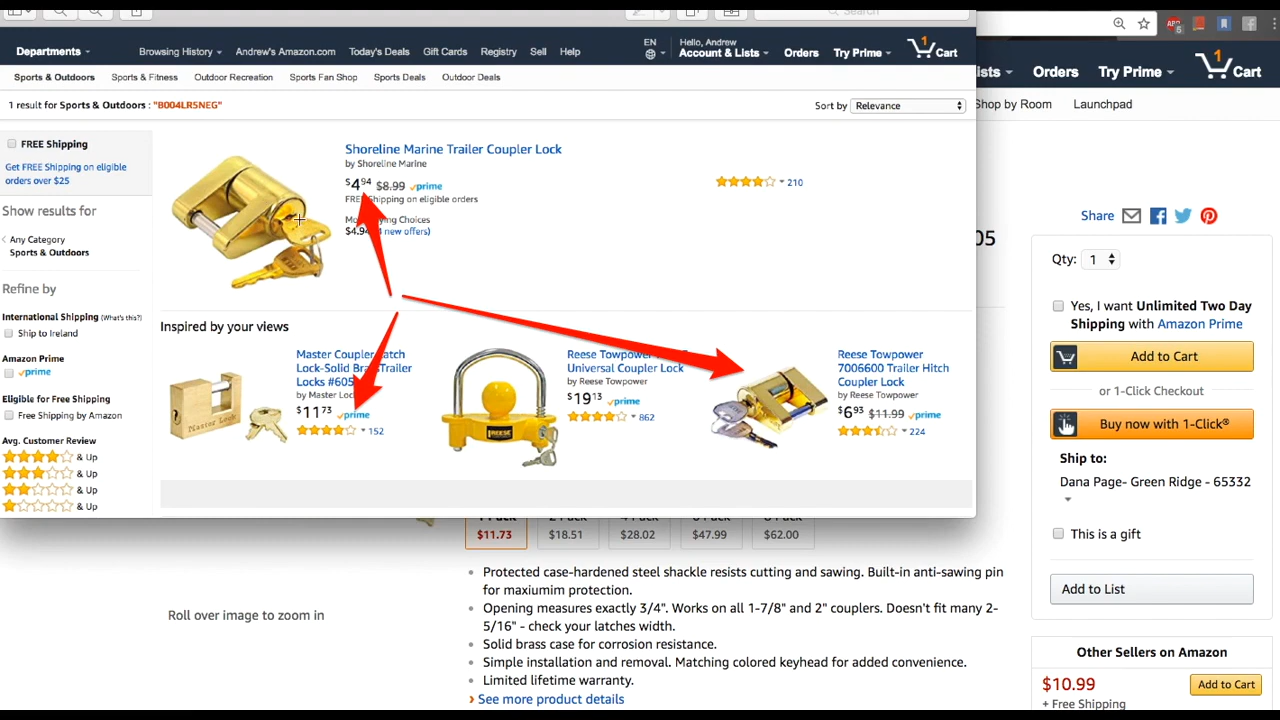 Search
Departments
Browsing History
Andrew's Amazon.com
Today's Deals
Gift Cards
Registry
Sell
Help
EN
Hello, Andrew
Account & Lists
Orders
Try Prime
1
Cart
Sports & Outdoors
Sports & Fitness
Outdoor Recreation
Sports Fan Shop
Sports Deals
Outdoor Deals
1 result for Sports & Outdoors : "B004LR5NEG"
Sort by
Relevance
FREE Shipping
Get FREE Shipping on eligible
orders over $25
Show results for
Any Category
Sports & Outdoors
Refine by
International Shipping (What's this?)
Ship to Ireland
Amazon Prime
prime
Eligible for Free Shipping
Free Shipping by Amazon
Avg. Customer Review
& Up
& Up
& Up
& Up
Shoreline Marine Trailer Coupler Lock
by Shoreline Marine
$4 94 $8.99 prime
Shipping on eligible orders
Choices
$4.94
new offers)
210
Inspired by your views
Master Coupler
Lock-Solid
Locks #605
by Master
$11 73 prime
152
Master Lock
REESE
Reese Towpower
Universal Coupler Lock
by Reese Towpower
$19 13 prime
862
Reese Towpower
7006600 Trailer Hitch
Coupler Lock
by Reese Towpower
$6 93 $11.99 prime
224
ABP
6
Orders
Try Prime
1
Cart
Shop by Room
Launchpad
05
Share
Qty: 1
Yes, I want Unlimited Two Day
Shipping with Amazon Prime
Add to Cart
or 1-Click Checkout
Buy now with 1-Click®
Ship to:
Dana Page- Green Ridge - 65332
This is a gift
Add to List
Other Sellers on Amazon
$10.99
+ Free Shipping
Add to Cart
$11.73
$18.51
$28.02
$47.99
$62.00
Roll over image to zoom in
Protected case-hardened steel shackle resists cutting and sawing. Built-in anti-sawing pin
for maxiumim protection.
Opening measures exactly 3/4". Works on all 1-7/8" and 2" couplers. Doesn't fit many 2-
5/16" - check your latches width.
Solid brass case for corrosion resistance.
Simple installation and removal. Matching colored keyhead for added convenience.
Limited lifetime warranty.
› See more product details